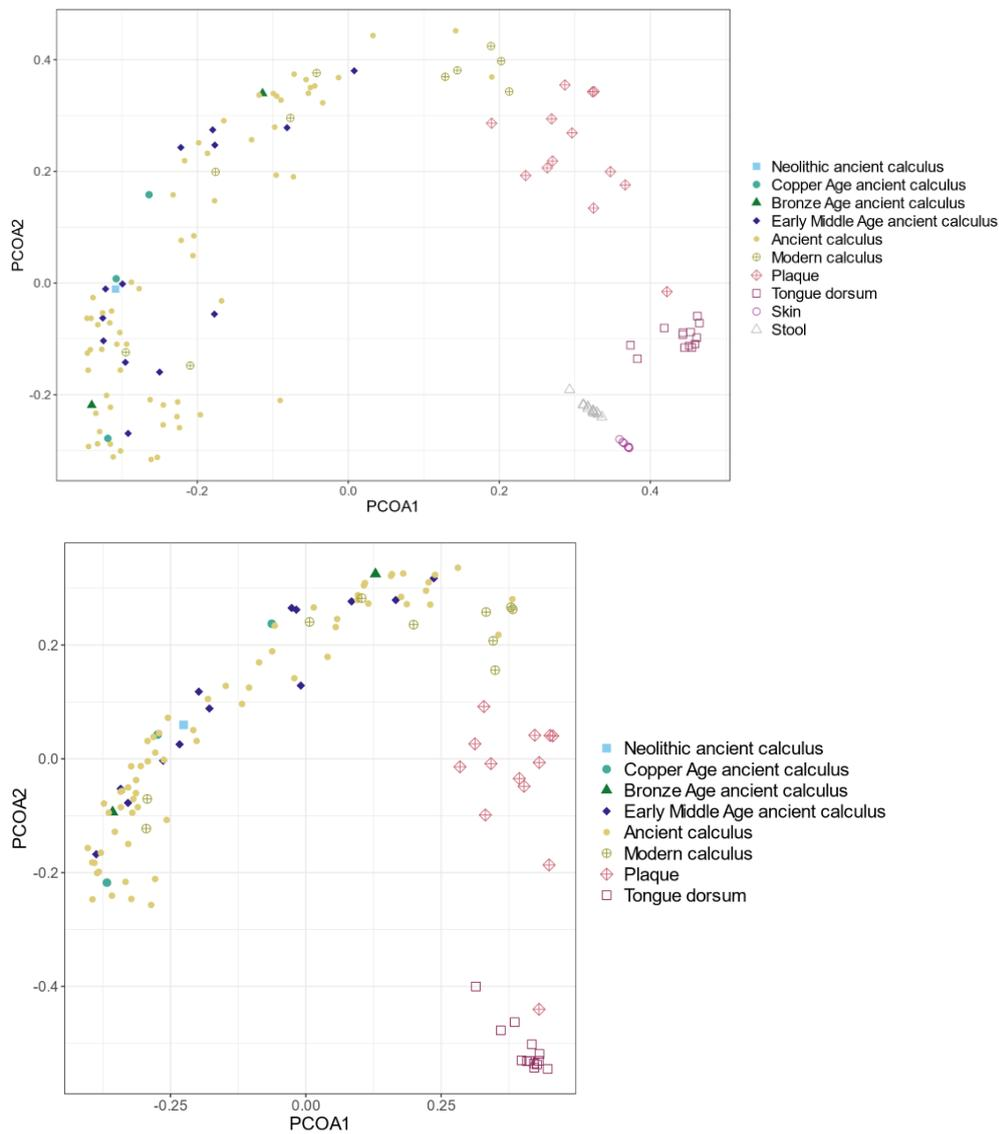 0.4
0.2
0.0
-0.2
PCOA2
-0.2 0.0 0.2 0.4
PCOA1
Neolithic ancient calculus
Copper Age ancient calculus
Bronze Age ancient calculus
Early Middle Age ancient calculus
Ancient calculus
Modern calculus
Plaque
Tongue dorsum
Skin
Stool
0.2
0.0
-0.2
-0.4
PCOA2
-0.25 0.00 0.25
PCOA1
Neolithic ancient calculus
Copper Age ancient calculus
Bronze Age ancient calculus
Early Middle Age ancient calculus
Ancient calculus
Modern calculus
Plaque
Tongue dorsum